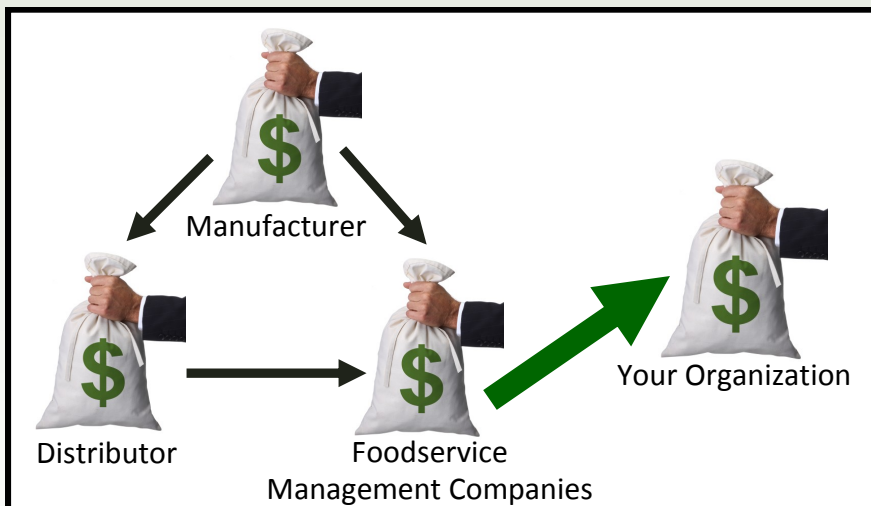 $
Manufacturer
$
Your Organization
$
Distributor
$
Foodservice
Management Companies